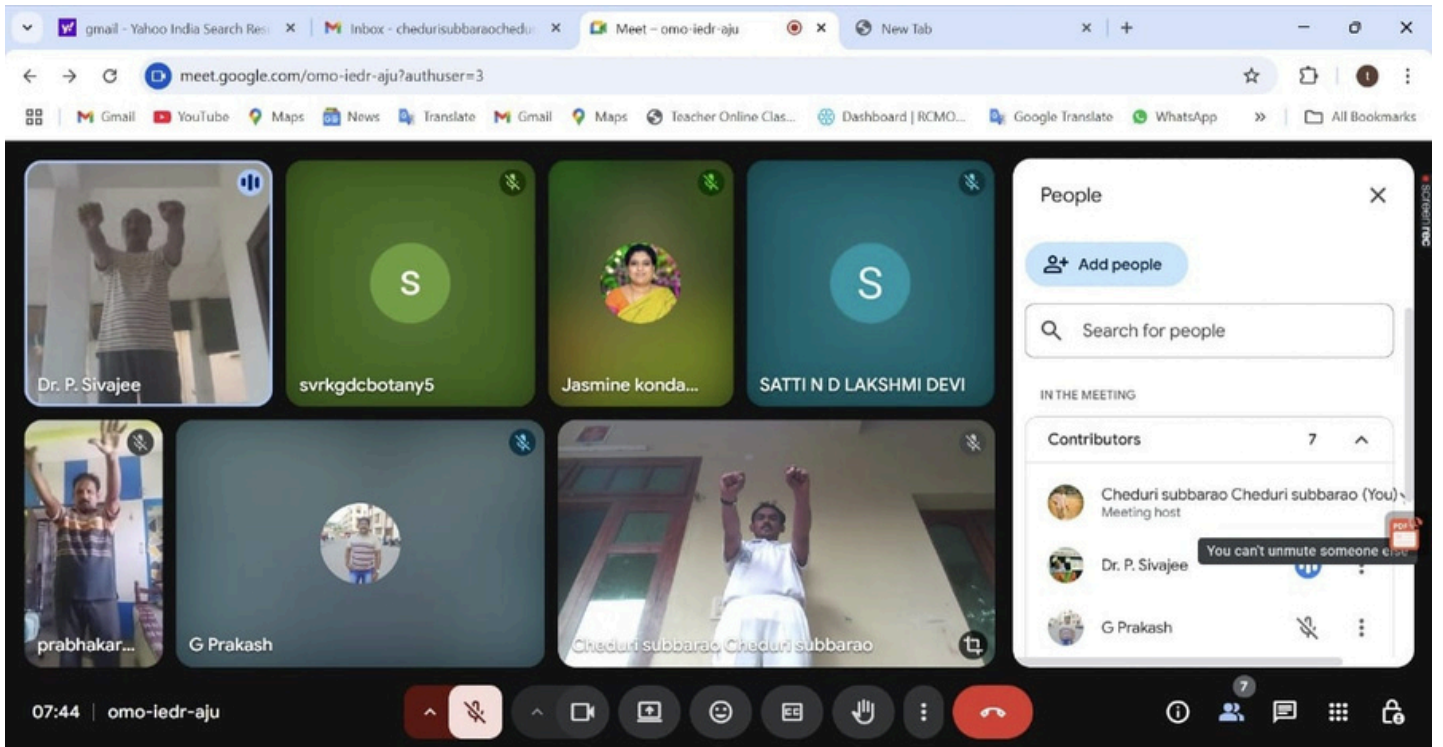 gmail - Yahoo India Search Res
Inbox - chedurisubbaraochedu
Meet – omo-iedr-aju
New Tab
meet.google.com/omo-iedr-aju?authuser=3
t
Gmail
YouTube
Maps
News
Translate
Gmail
Maps
Teacher Online Clas...
Dashboard | RCMO...
Google Translate
WhatsApp
All Bookmarks
Dr. P. Sivajee
S
svrkgdcbotany5
Jasmine konda...
S
SATTI N D LAKSHMI DEVI
prabhakar...
G Prakash
Cheduri subbarao Cheduri subbarao
People
Add people
Search for people
IN THE MEETING
Contributors 7
Cheduri subbarao Cheduri subbarao (You)
Meeting host
You can't unmute someone else
Dr. P. Sivajee
G Prakash
PDF
screenrec
07:44 | omo-iedr-aju
CC
7